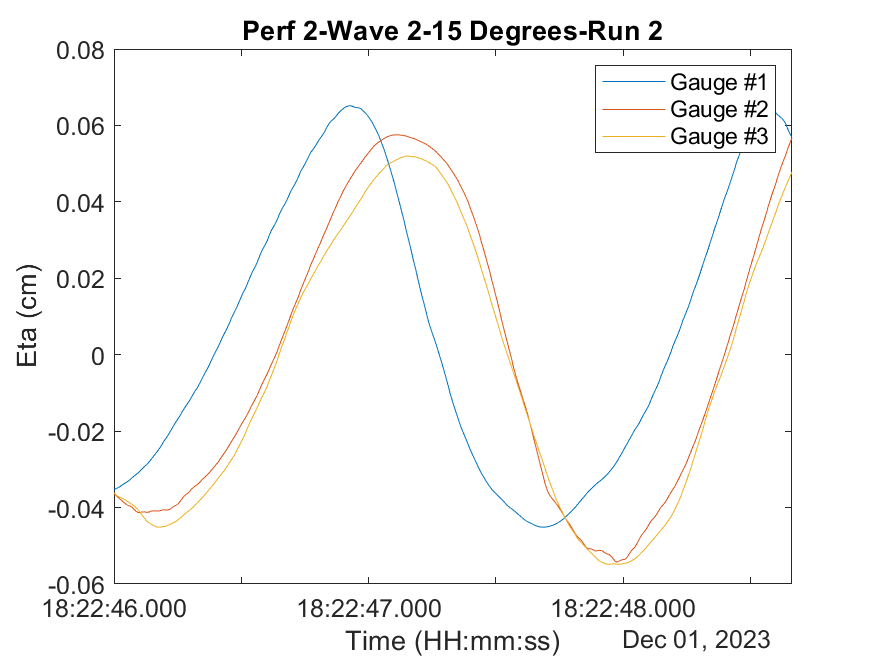 Perf 2-Wave 2-15 Degrees-Run 2
Gauge #1
Gauge #2
Gauge #3
0.08
0.06
0.04
0.02
0
-0.02
-0.04
-0.06
Eta (cm)
18:22:46.000
18:22:47.000
18:22:48.000
Time (HH:mm:ss)
Dec 01, 2023